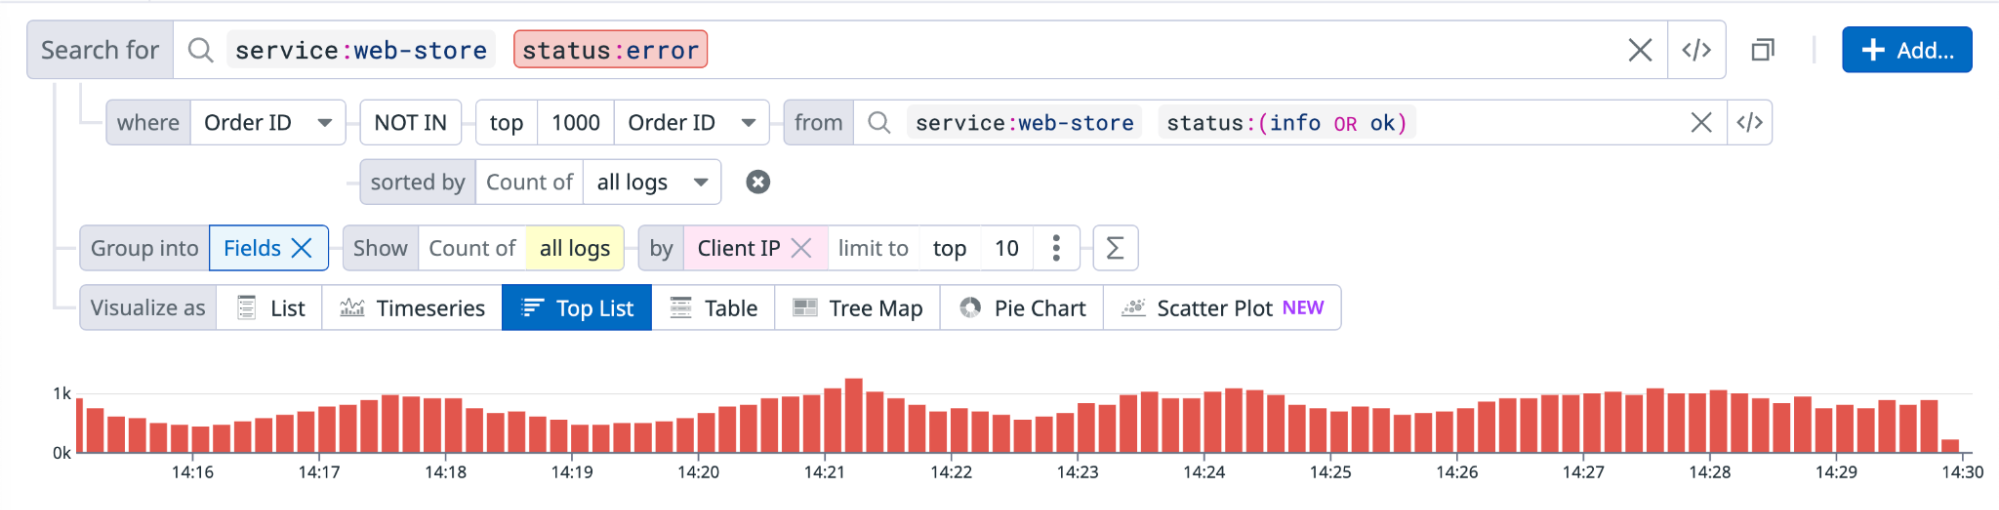 Search for service:web-store status:error </> Add...
where Order ID NOT IN top 1000 Order ID from service:web-store status:(info OR ok) </>
sorted by Count of all logs
Group into Fields Show Count of all logs by Client IP limit to top 10 Σ
Visualize as List Timeseries Top List Table Tree Map Pie Chart Scatter Plot NEW
1k
0k
14:16 14:17 14:18 14:19 14:20 14:21 14:22 14:23 14:24 14:25 14:26 14:27 14:28 14:29 14:30